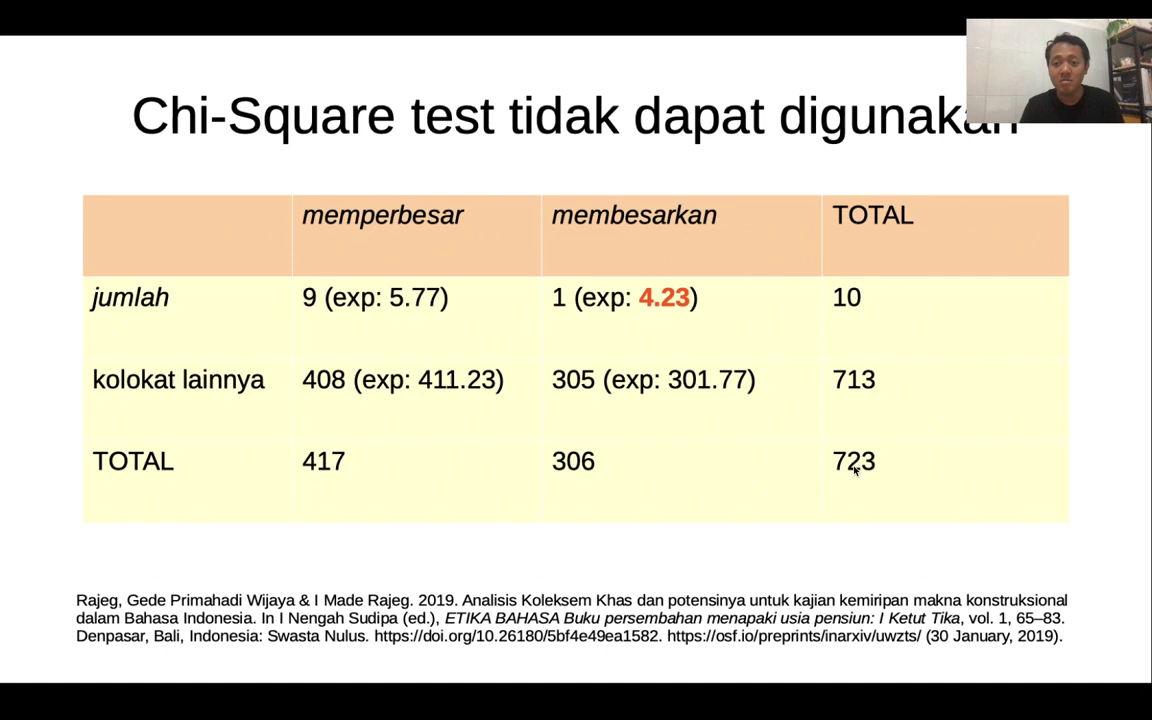 Chi-Square test tidak dapat digunakan
memperbesar membesarkan TOTAL
jumlah 9 (exp: 5.77) 1 (exp: 4.23) 10
kolokat lainnya 408 (exp: 411.23) 305 (exp: 301.77) 713
TOTAL 417 306 723
Rajeg, Gede Primahadi Wijaya & I Made Rajeg. 2019. Analisis Koleksem Khas dan potensinya untuk kajian kemiripan makna konstruksional
dalam Bahasa Indonesia. In I Nengah Sudipa (ed.), ETIKA BAHASA Buku persembahan menapaki usia pensiun: I Ketut Tika, vol. 1, 65–83.
Denpasar, Bali, Indonesia: Swasta Nulus. https://doi.org/10.26180/5bf4e49ea1582. https://osf.io/preprints/inarxiv/uwzts/ (30 January, 2019).